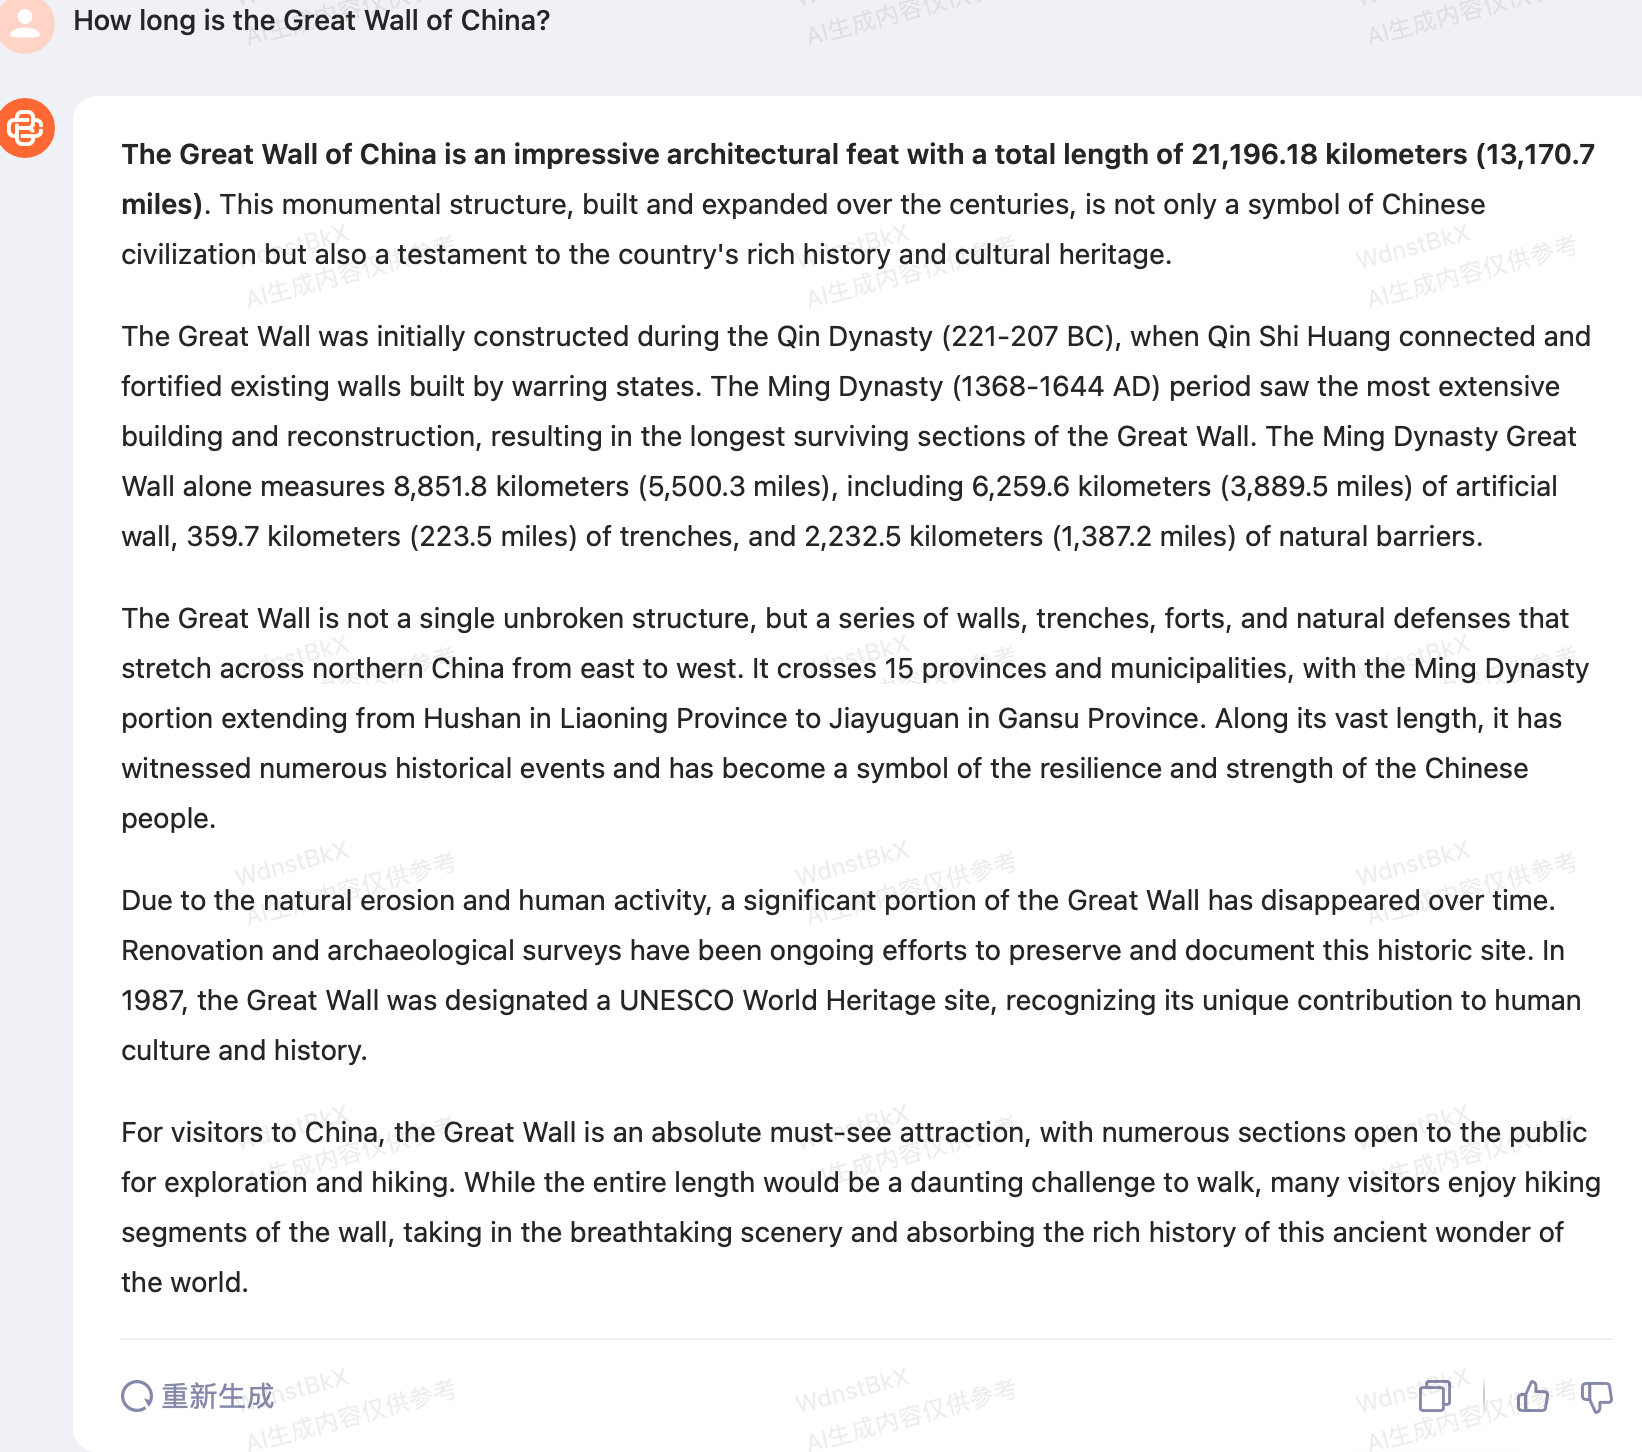 How long is the Great Wall of China?
The Great Wall of China is an impressive architectural feat with a total length of 21,196.18 kilometers (13,170.7
miles). This monumental structure, built and expanded over the centuries, is not only a symbol of Chinese
civilization but also a testament to the country's rich history and cultural heritage.
The Great Wall was initially constructed during the Qin Dynasty (221-207 BC), when Qin Shi Huang connected and
fortified existing walls built by warring states. The Ming Dynasty (1368-1644 AD) period saw the most extensive
building and reconstruction, resulting in the longest surviving sections of the Great Wall. The Ming Dynasty Great
Wall alone measures 8,851.8 kilometers (5,500.3 miles), including 6,259.6 kilometers (3,889.5 miles) of artificial
wall, 359.7 kilometers (223.5 miles) of trenches, and 2,232.5 kilometers (1,387.2 miles) of natural barriers.
The Great Wall is not a single unbroken structure, but a series of walls, trenches, forts, and natural defenses that
stretch across northern China from east to west. It crosses 15 provinces and municipalities, with the Ming Dynasty
portion extending from Hushan in Liaoning Province to Jiayuguan in Gansu Province. Along its vast length, it has
witnessed numerous historical events and has become a symbol of the resilience and strength of the Chinese
people.
Due to the natural erosion and human activity, a significant portion of the Great Wall has disappeared over time.
Renovation and archaeological surveys have been ongoing efforts to preserve and document this historic site. In
1987, the Great Wall was designated a UNESCO World Heritage site, recognizing its unique contribution to human
culture and history.
For visitors to China, the Great Wall is an absolute must-see attraction, with numerous sections open to the public
for exploration and hiking. While the entire length would be a daunting challenge to walk, many visitors enjoy hiking
segments of the wall, taking in the breathtaking scenery and absorbing the rich history of this ancient wonder of
the world.
重新生成
WdnstBkX
AI生成内容仅供参考